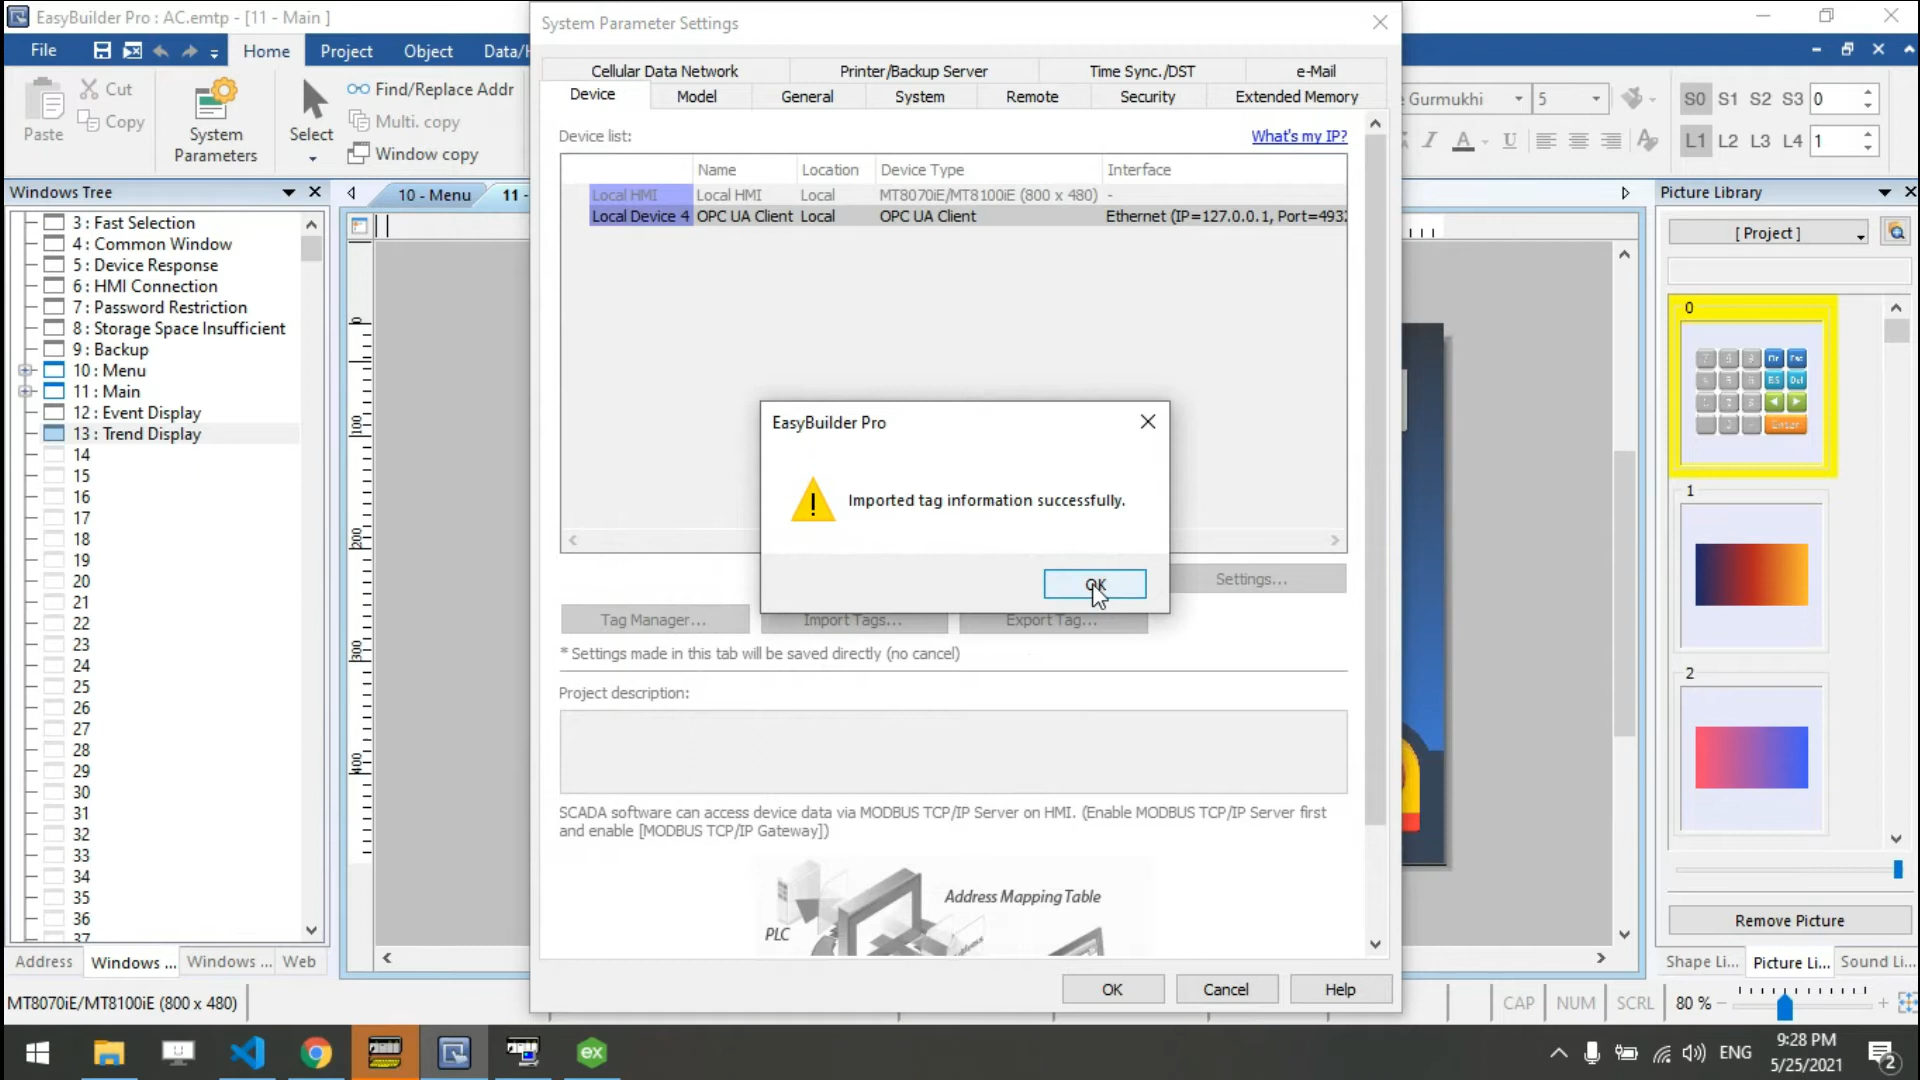 EasyBuilder Pro : AC.emtp - [11 - Main ]
File
Home
Project
Object
Data/H
Paste
Cut
Copy
System
Parameters
Select
Find/Replace Addr
Multi. copy
Window copy
Gurmukhi
5
S0 S1 S2 S3 0
L1 L2 L3 L4 1
Windows Tree
3 : Fast Selection
4 : Common Window
5 : Device Response
6 : HMI Connection
7 : Password Restriction
8 : Storage Space Insufficient
9 : Backup
10 : Menu
11 : Main
12 : Event Display
13 : Trend Display
14
15
16
17
18
19
20
21
22
23
24
25
26
27
28
29
30
31
32
33
34
35
36
37
Address
Windows ...
Windows ...
Web
10 - Menu
11 -
0
100
200
300
400
System Parameter Settings
Cellular Data Network
Printer/Backup Server
Time Sync./DST
e-Mail
Device
Model
General
System
Remote
Security
Extended Memory
Device list:
What's my IP?
Name Location Device Type Interface
Local HMI Local HMI Local MT8070iE/MT8100iE (800 x 480) -
Local Device 4 OPC UA Client Local OPC UA Client Ethernet (IP=127.0.0.1, Port=4932
EasyBuilder Pro
Imported tag information successfully.
OK
Settings...
Tag Manager...
Import Tags...
Export Tag...
* Settings made in this tab will be saved directly (no cancel)
Project description:
SCADA software can access device data via MODBUS TCP/IP Server on HMI. (Enable MODBUS TCP/IP Server first
and enable [MODBUS TCP/IP Gateway])
Address Mapping Table
PLC
OK
Cancel
Help
Picture Library
[ Project ]
0
1
2
Remove Picture
Shape Li...
Picture Li...
Sound Li...
MT8070iE/MT8100iE (800 x 480)
CAP
NUM
SCRL
80 %
ex
ENG
9:28 PM
5/25/2021
2